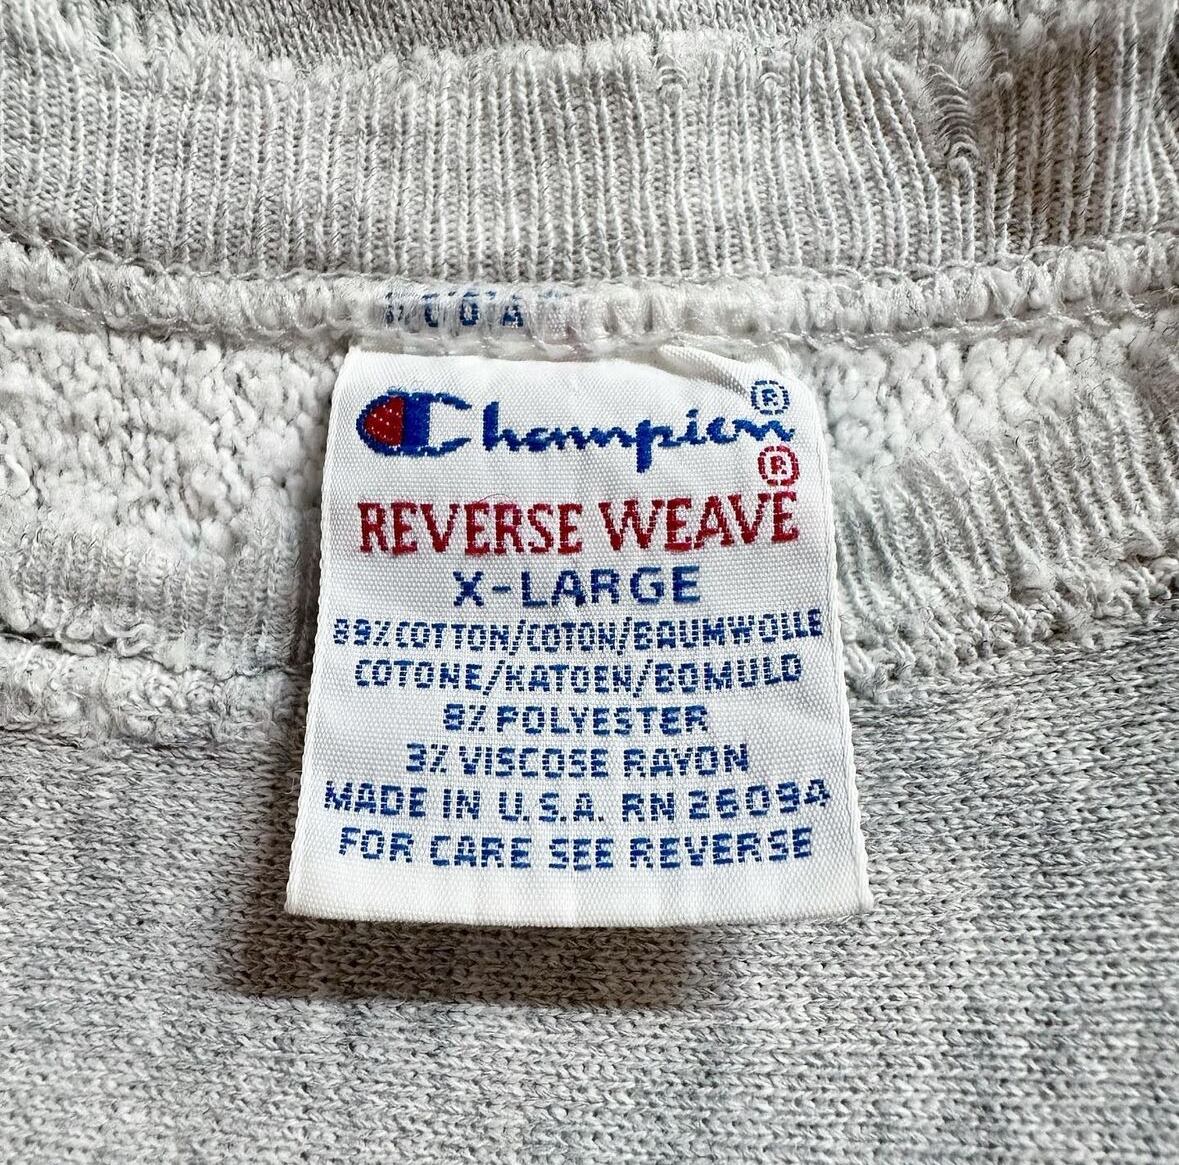 Champion®
®
REVERSE WEAVE
X-LARGE
89% COTTON/COTON/BAUMWOLLE
COTONE/KATOEN/BOMULD
8% POLYESTER
3% VISCOSE RAYON
MADE IN U.S.A. RN 26094
FOR CARE SEE REVERSE